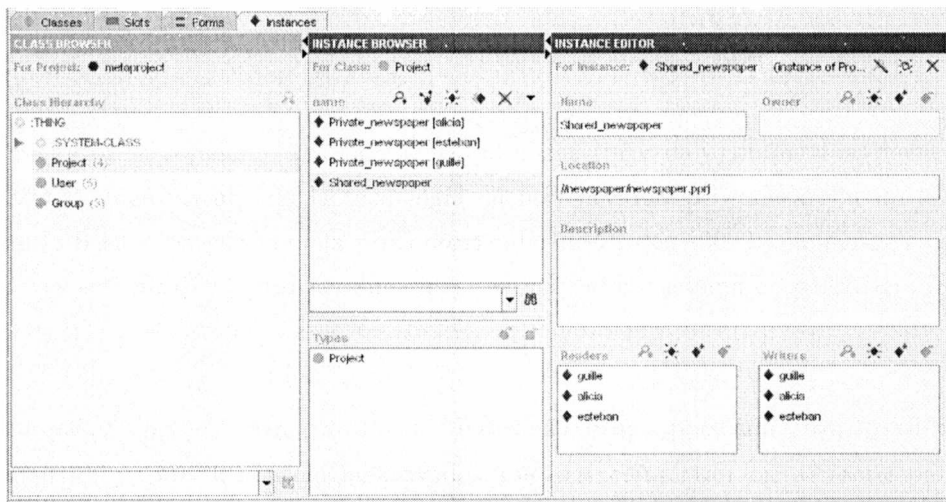 Classes Slots Forms Instances
CLASS BROWSER
For Project: metaproject
Class Hierarchy
:THING
:SYSTEM-CLASS
Project (4)
User (5)
Group (3)
INSTANCE BROWSER
For Class: Project
name
Private_newspaper [alicia]
Private_newspaper [esteban]
Private_newspaper [guille]
Shared_newspaper
Types
Project
INSTANCE EDITOR
For Instance: Shared_newspaper (instance of Pro...
Name
Shared_newspaper
Owner
Location
//newspaper/newspaper.pprj
Description
Readers
guille
alicia
esteban
Writers
guille
alicia
esteban